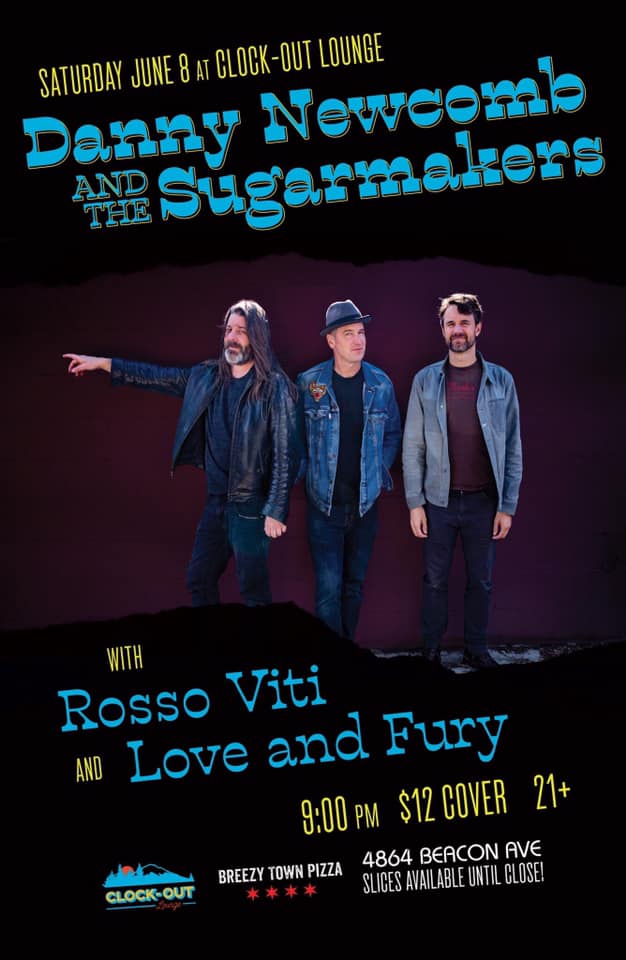 SATURDAY JUNE 8 AT CLOCK-OUT LOUNGE
Danny Newcomb
AND THE Sugarmakers
WITH
Rosso Viti
AND Love and Fury
9:00 PM $12 COVER 21+
CLOCK-OUT
Lounge
BREEZY TOWN PIZZA
4864 BEACON AVE
SLICES AVAILABLE UNTIL CLOSE!